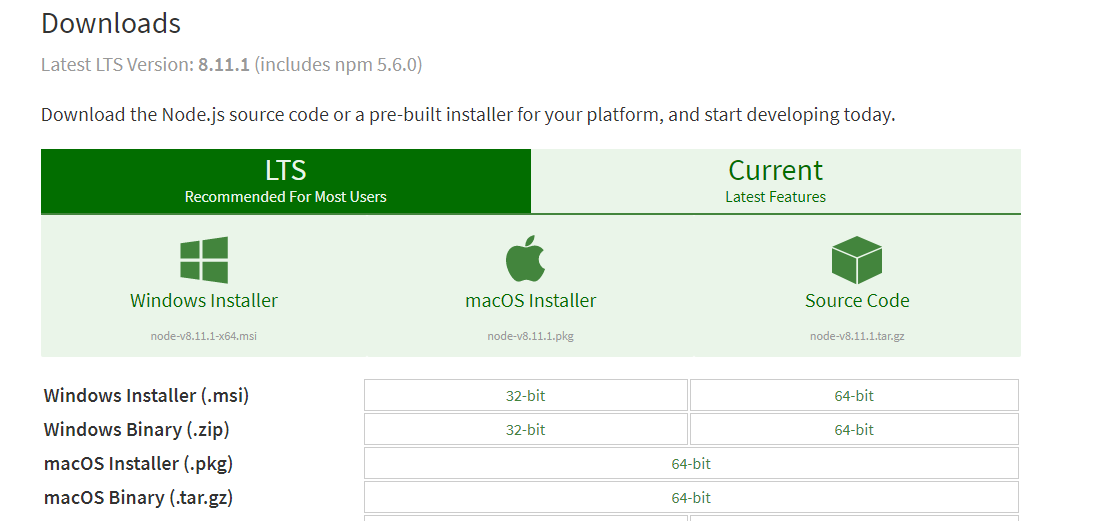 Downloads
Latest LTS Version: 8.11.1 (includes npm 5.6.0)
Download the Node.js source code or a pre-built installer for your platform, and start developing today.
LTS
Recommended For Most Users
Current
Latest Features
Windows Installer
node-v8.11.1-x64.msi
macOS Installer
node-v8.11.1.pkg
Source Code
node-v8.11.1.tar.gz
Windows Installer (.msi) 32-bit 64-bit
Windows Binary (.zip) 32-bit 64-bit
macOS Installer (.pkg) 64-bit
macOS Binary (.tar.gz) 64-bit